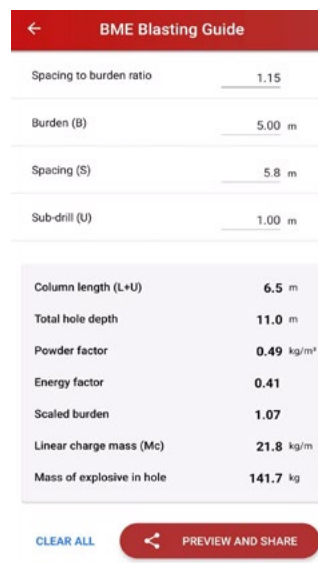 BME Blasting Guide
Spacing to burden ratio 1.15
Burden (B) 5.00 m
Spacing (S) 5.8 m
Sub-drill (U) 1.00 m
Column length (L+U) 6.5 m
Total hole depth 11.0 m
Powder factor 0.49 kg/m³
Energy factor 0.41
Scaled burden 1.07
Linear charge mass (Mc) 21.8 kg/m
Mass of explosive in hole 141.7 kg
CLEAR ALL PREVIEW AND SHARE